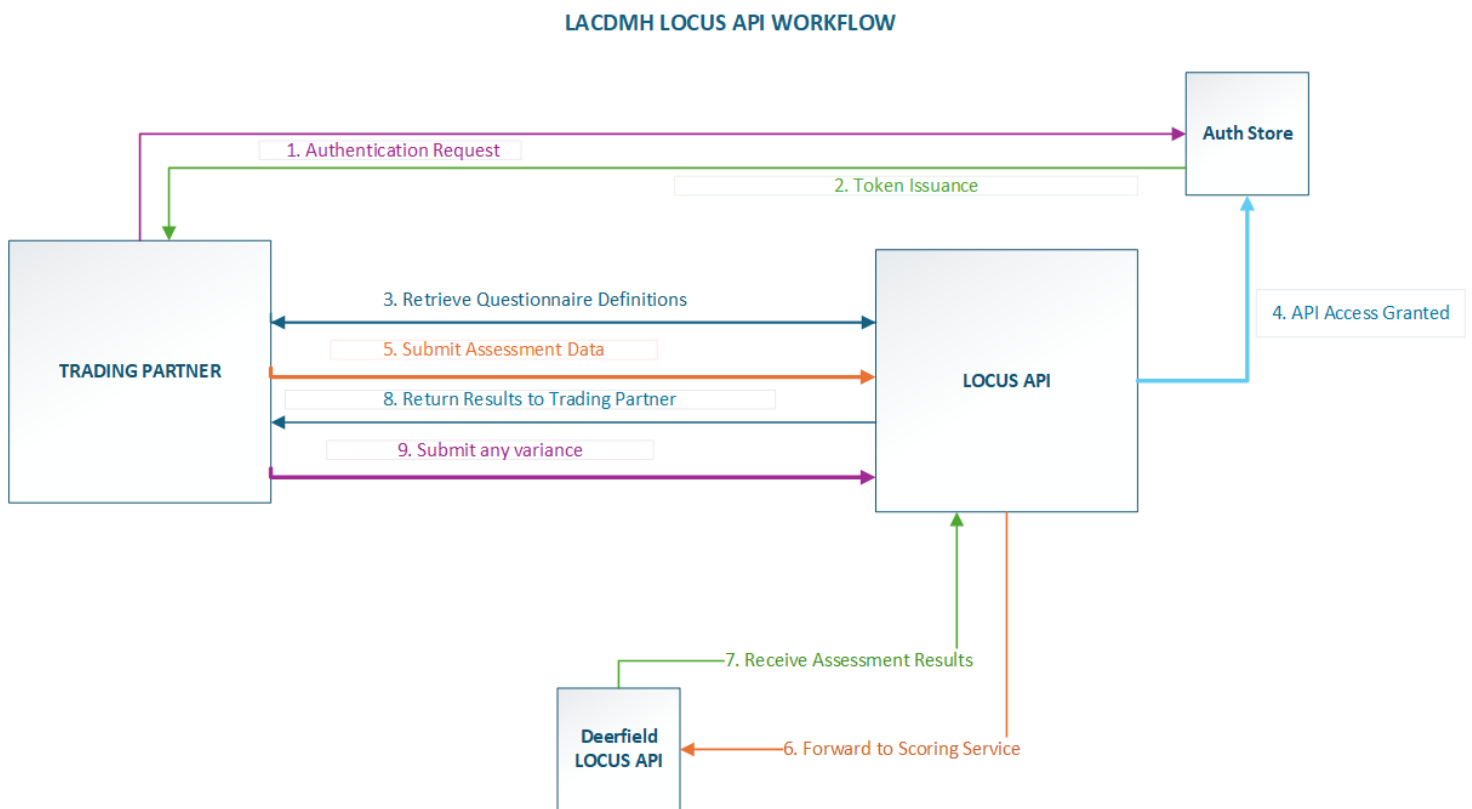 LACDMH LOCUS API WORKFLOW
Auth Store
1. Authentication Request
2. Token Issuance
3. Retrieve Questionnaire Definitions
4. API Access Granted
5. Submit Assessment Data
TRADING PARTNER
LOCUS API
8. Return Results to Trading Partner
9. Submit any variance
7. Receive Assessment Results
Deerfield
LOCUS API
6. Forward to Scoring Service